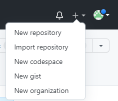 New repository
Import repository
New codespace
New gist
New organization